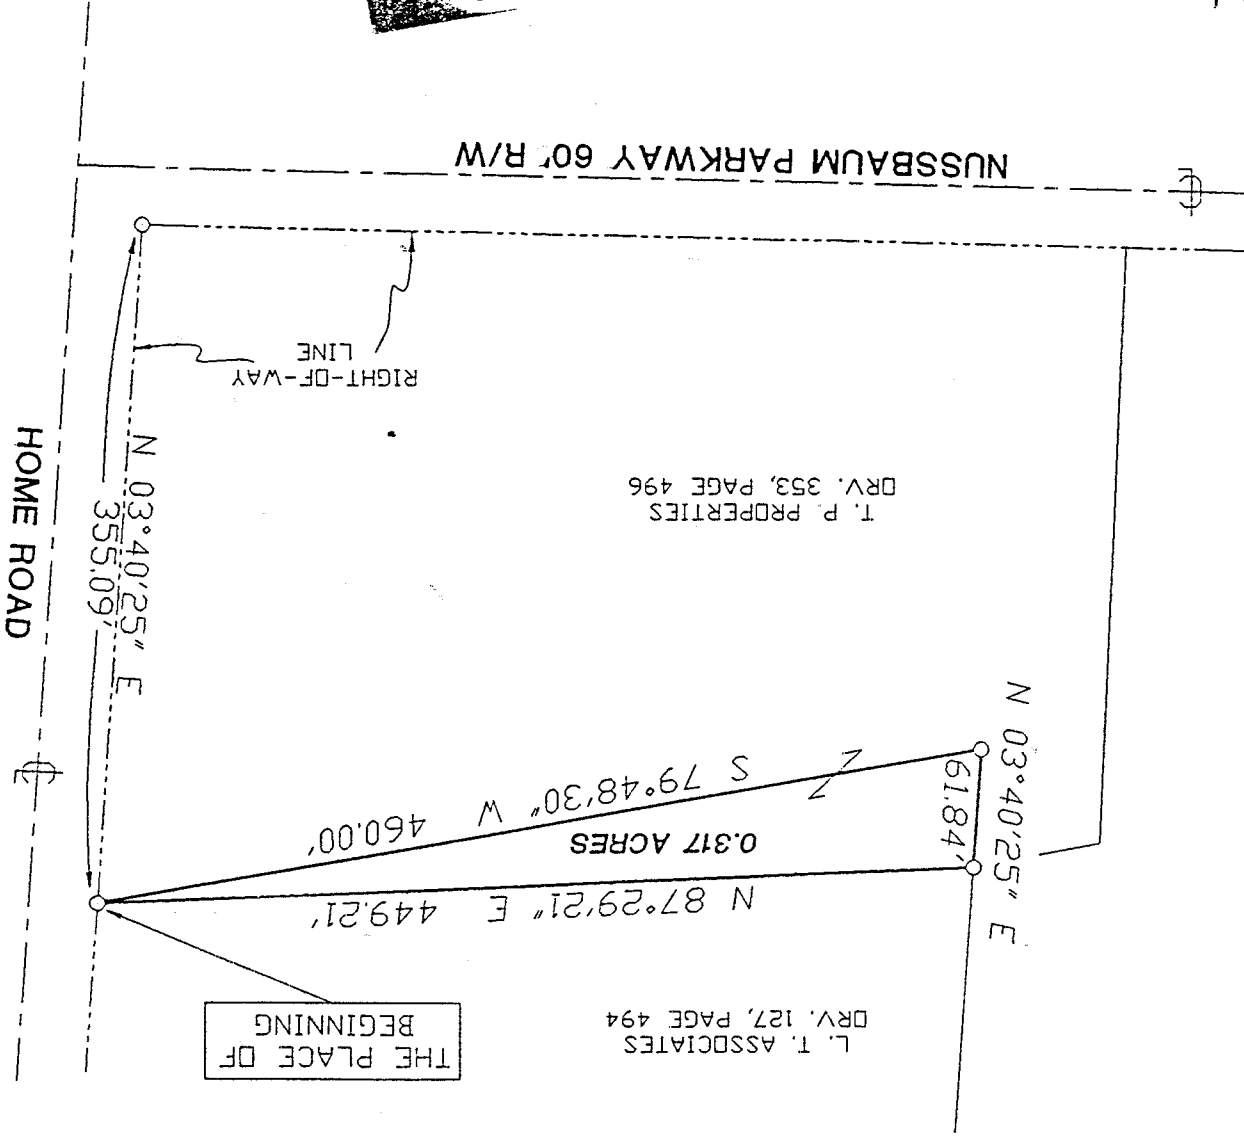 THE PLACE OF
BEGINNING
L. T. ASSOCIATES
ORV. 127, PAGE 494
N 87°29'21" E 449.21'
0.317 ACRES
S 79°48'30" W 460.00'
N 03°40'25" E
61.84'
T. P. PROPERTIES
ORV. 353, PAGE 496
N 03°40'25" E
355.09'
HOME ROAD
RIGHT-OF-WAY
LINE
NUSSBAUM PARKWAY 60' R/W